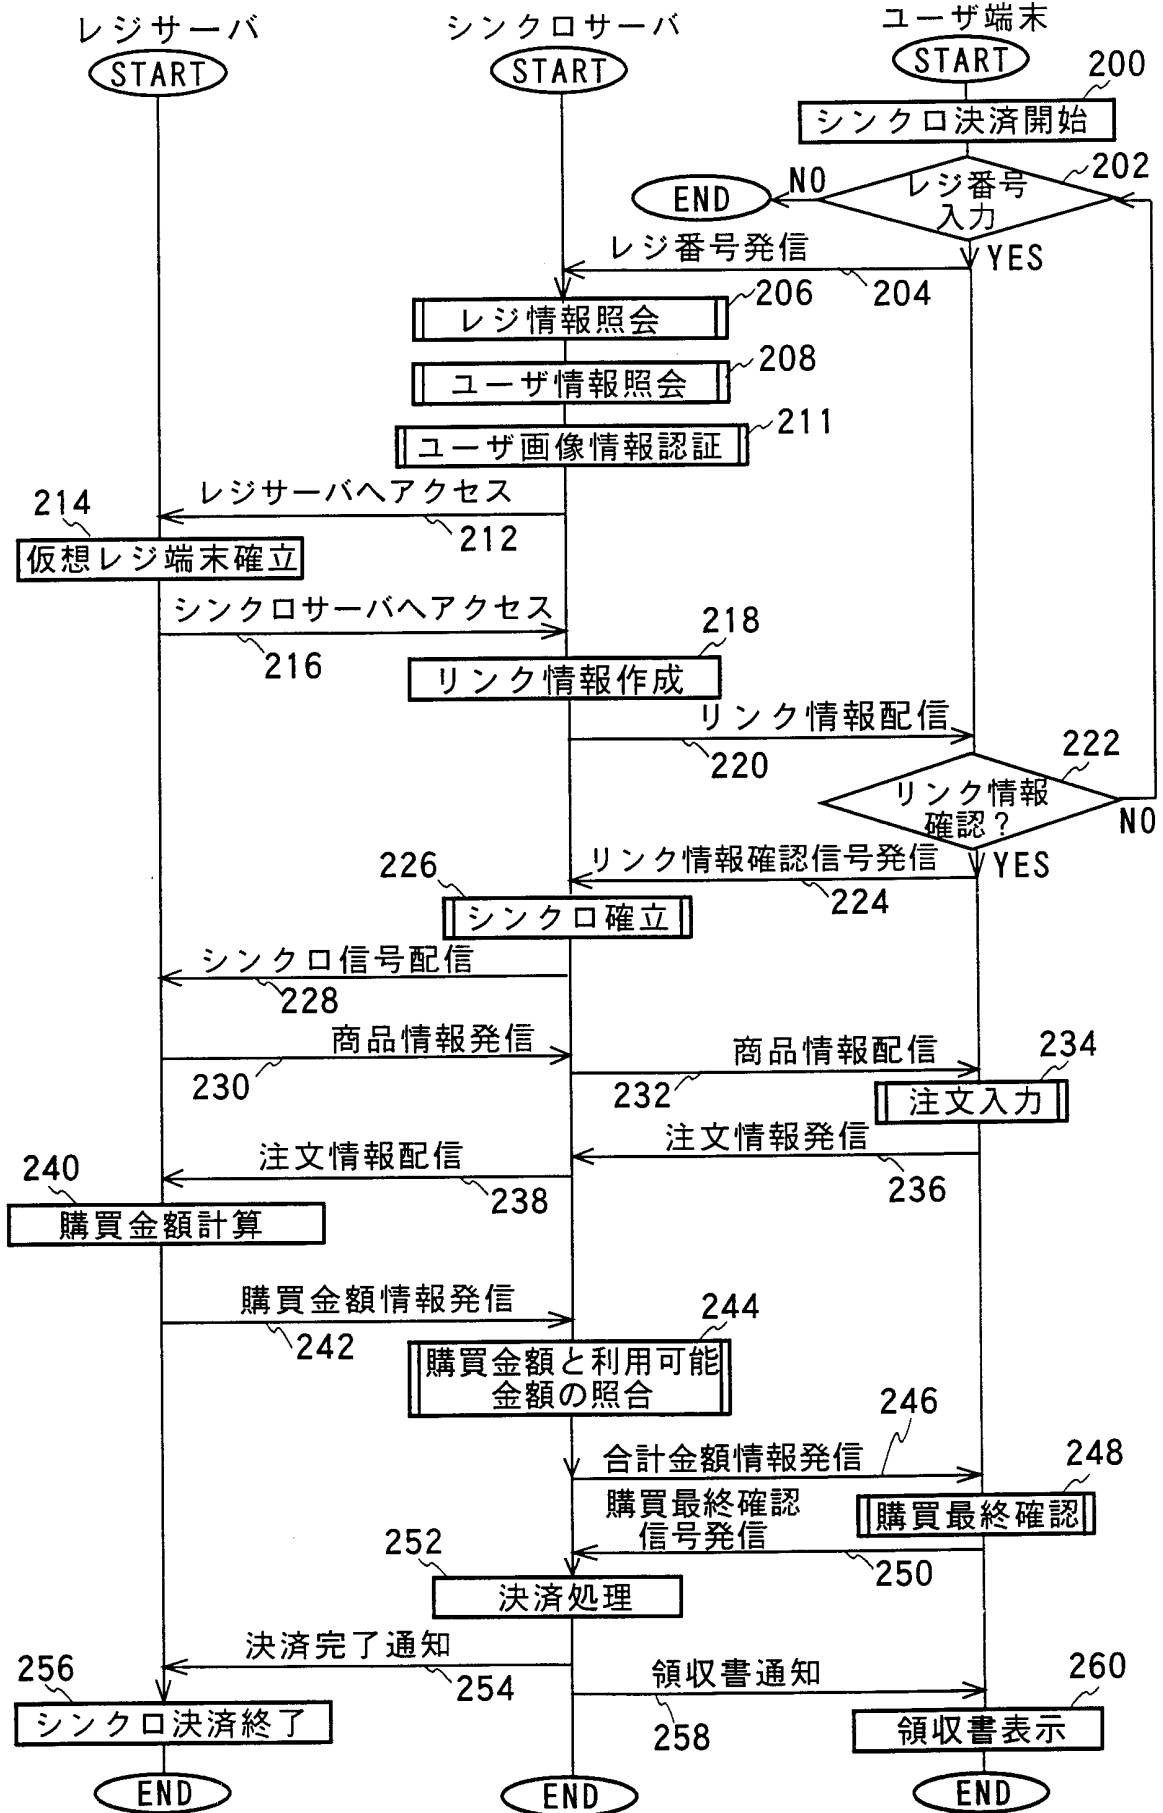 レジサーバ
シンクロサーバ
ユーザ端末
START
START
START
200
シンクロ決済開始
202
レジ番号
入力
NO
END
YES
レジ番号発信
204
206
レジ情報照会
208
ユーザ情報照会
211
ユーザ画像情報認証
レジサーバへアクセス
212
214
仮想レジ端末確立
シンクロサーバへアクセス
216
218
リンク情報作成
リンク情報配信
220
222
リンク情報
確認?
NO
YES
リンク情報確認信号発信
224
226
シンクロ確立
シンクロ信号配信
228
商品情報発信
230
商品情報配信
232
234
注文入力
注文情報発信
236
注文情報配信
238
240
購買金額計算
購買金額情報発信
242
244
購買金額と利用可能
金額の照合
246
合計金額情報発信
248
購買最終確認
購買最終確認
信号発信
250
252
決済処理
決済完了通知
254
256
シンクロ決済終了
領収書通知
258
260
領収書表示
END
END
END